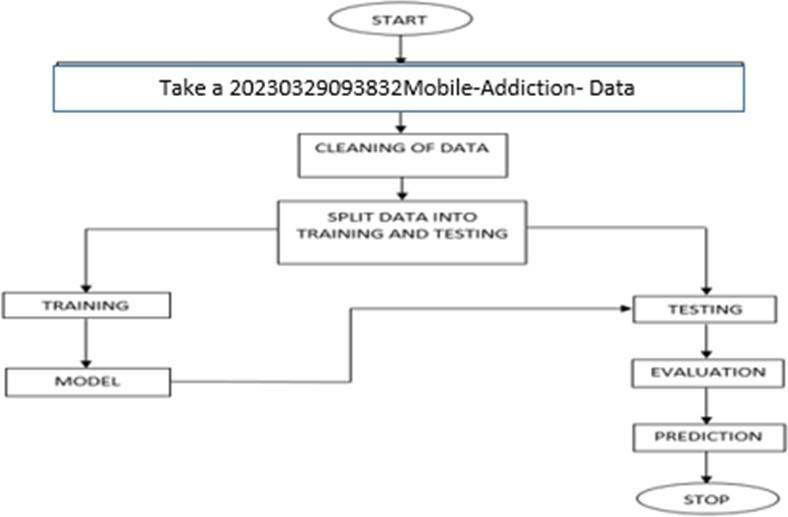 START
Take a 20230329093832Mobile-Addiction- Data
CLEANING OF DATA
SPLIT DATA INTO
TRAINING AND TESTING
TRAINING
TESTING
MODEL
EVALUATION
PREDICTION
STOP